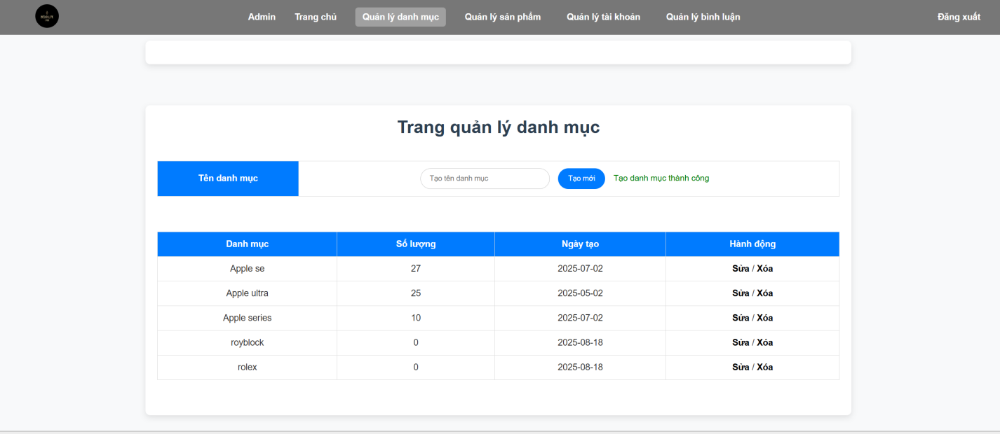 Admin Trang chủ Quản lý danh mục Quản lý sản phẩm Quản lý tài khoản Quản lý bình luận Đăng xuất
Trang quản lý danh mục
Tên danh mục Tạo tên danh mục Tạo mới Tạo danh mục thành công
Danh mục Số lượng Ngày tạo Hành động
Apple se 27 2025-07-02 Sửa / Xóa
Apple ultra 25 2025-05-02 Sửa / Xóa
Apple series 10 2025-07-02 Sửa / Xóa
royblock 0 2025-08-18 Sửa / Xóa
rolex 0 2025-08-18 Sửa / Xóa